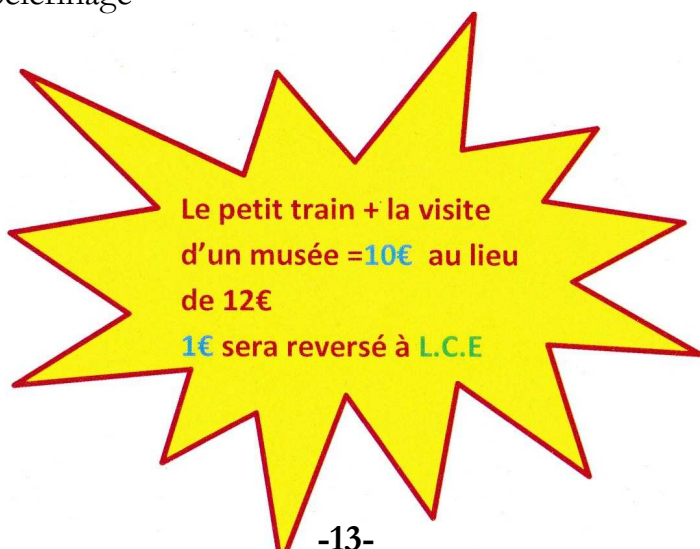 Le petit train + la visite
d'un musée =10€ au lieu
de 12€
1€ sera reversé à L.C.E
-13-